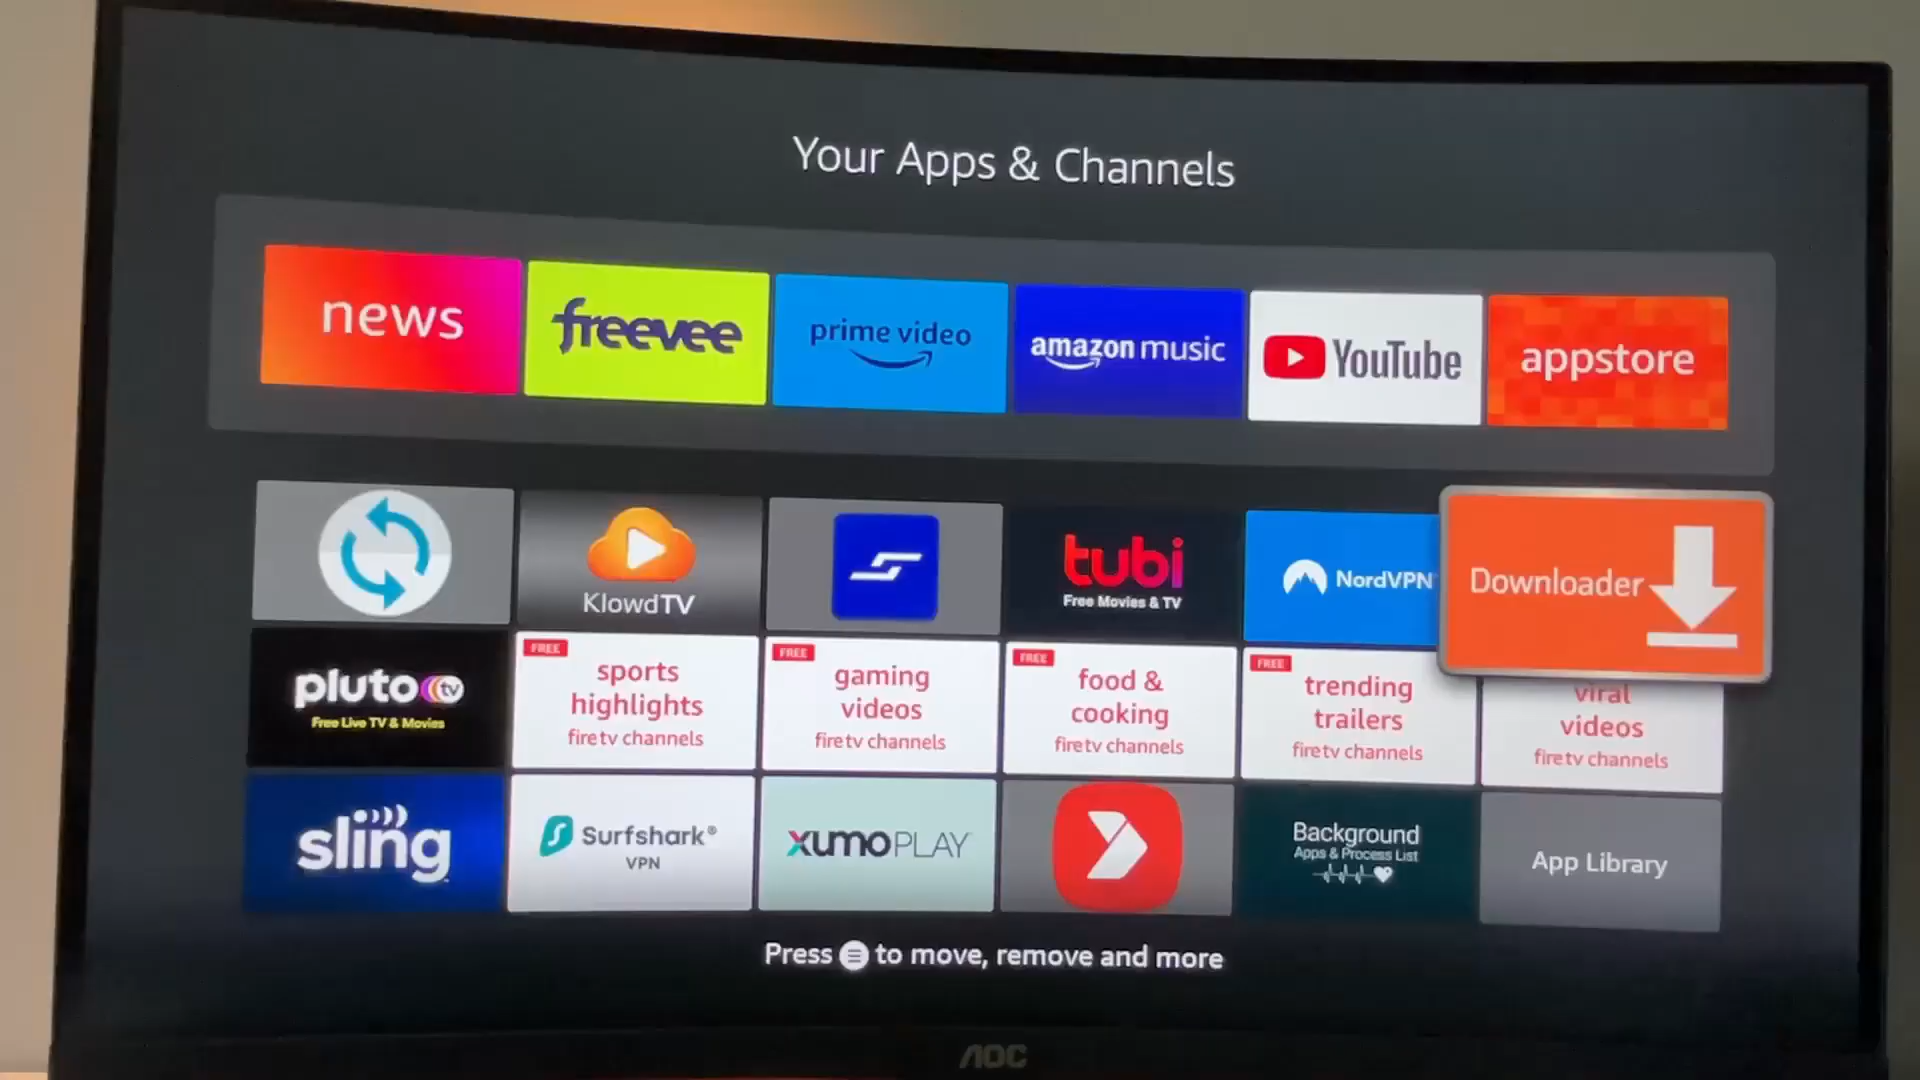 Your Apps & Channels
news
freevee
prime video
amazon music
YouTube
appstore
KlowdTV
tubi
Free Movies & TV
NordVPN
Downloader
pluto tv
Free Live TV & Movies
FREE
sports
highlights
firetv channels
FREE
gaming
videos
firetv channels
FREE
food &
cooking
firetv channels
FREE
trending
trailers
firetv channels
viral
videos
firetv channels
sling
Surfshark®
VPN
xumo PLAY
Background
Apps & Process List
App Library
Press to move, remove and more
AOC